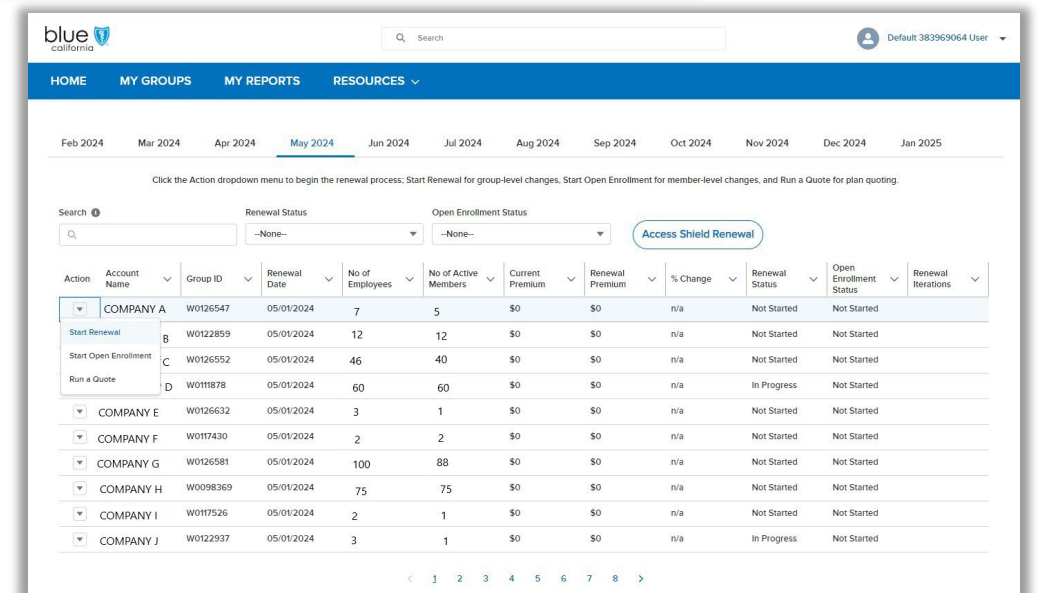 blue
california
Search
Default 383969064 User
HOME MY GROUPS MY REPORTS RESOURCES
Feb 2024 Mar 2024 Apr 2024 May 2024 Jun 2024 Jul 2024 Aug 2024 Sep 2024 Oct 2024 Nov 2024 Dec 2024 Jan 2025
Click the Action dropdown menu to begin the renewal process; Start Renewal for group-level changes, Start Open Enrollment for member-level changes, and Run a Quote for plan quoting.
Search Renewal Status Open Enrollment Status
--None-- --None-- Access Shield Renewal
Action Account Name Group ID Renewal Date No of Employees No of Active Members Current Premium Renewal Premium % Change Renewal Status Open Enrollment Status Renewal Iterations
COMPANY A W0126547 05/01/2024 7 5 $0 $0 n/a Not Started Not Started
Start Renewal
B W0122859 05/01/2024 12 12 $0 $0 n/a Not Started Not Started
Start Open Enrollment
C W0126552 05/01/2024 46 40 $0 $0 n/a Not Started Not Started
Run a Quote
D W0111878 05/01/2024 60 60 $0 $0 n/a In Progress Not Started
COMPANY E W0126632 05/01/2024 3 1 $0 $0 n/a Not Started Not Started
COMPANY F W0117430 05/01/2024 2 2 $0 $0 n/a Not Started Not Started
COMPANY G W0126581 05/01/2024 100 88 $0 $0 n/a Not Started Not Started
COMPANY H W0098369 05/01/2024 75 75 $0 $0 n/a Not Started Not Started
COMPANY I W0117526 05/01/2024 2 1 $0 $0 n/a Not Started Not Started
COMPANY J W0122937 05/01/2024 3 1 $0 $0 n/a In Progress Not Started
< 1 2 3 4 5 6 7 8 >